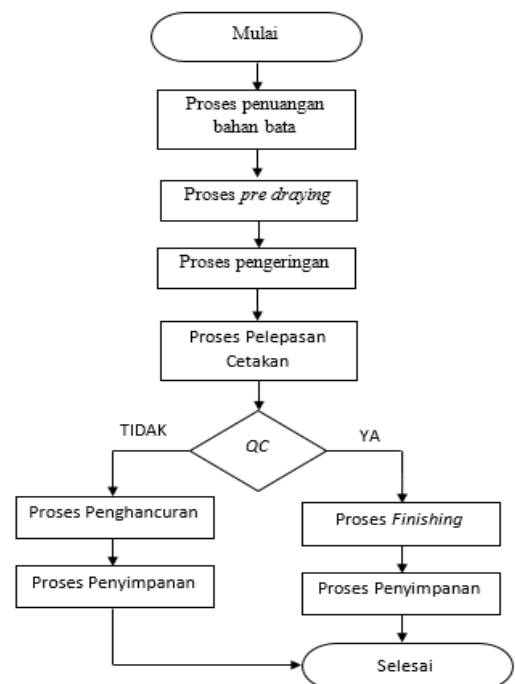 Mulai
Proses penuangan
bahan bata
Proses pre draying
Proses pengeringan
Proses Pelepasan
Cetakan
QC
TIDAK
YA
Proses Penghancuran
Proses Finishing
Proses Penyimpanan
Proses Penyimpanan
Selesai